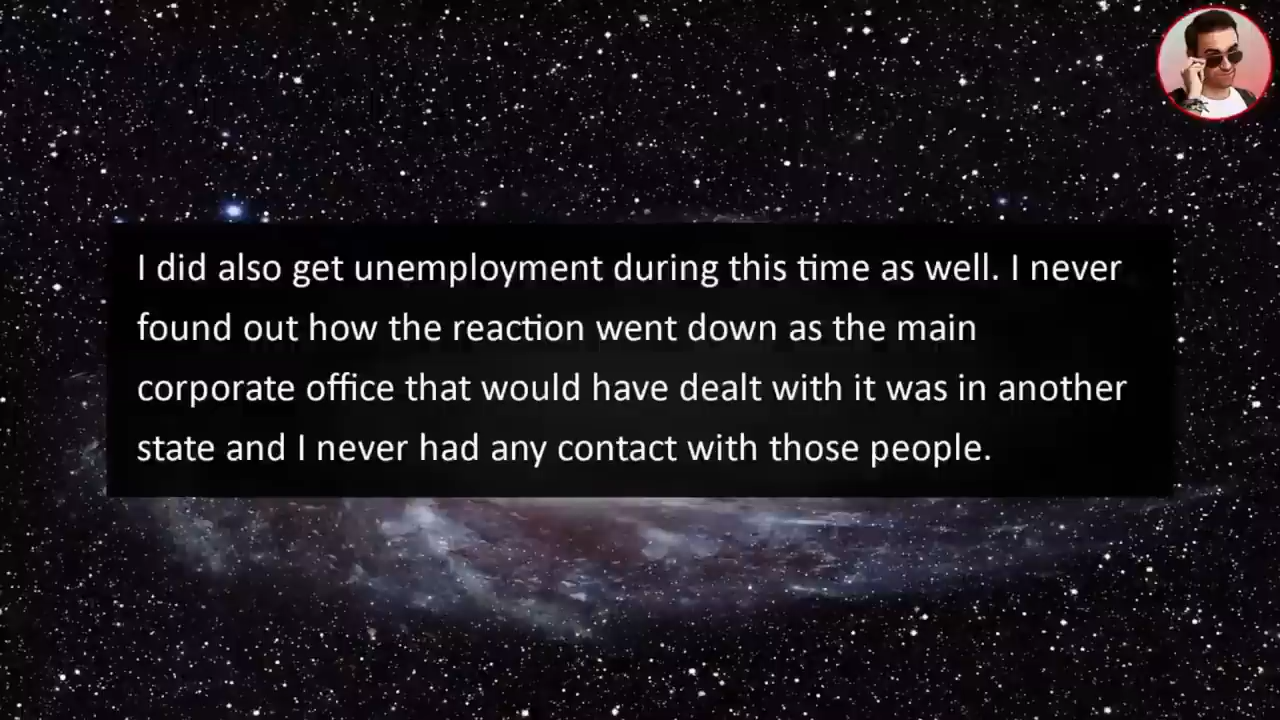 I did also get unemployment during this time as well. I never
found out how the reaction went down as the main
corporate office that would have dealt with it was in another
state and I never had any contact with those people.